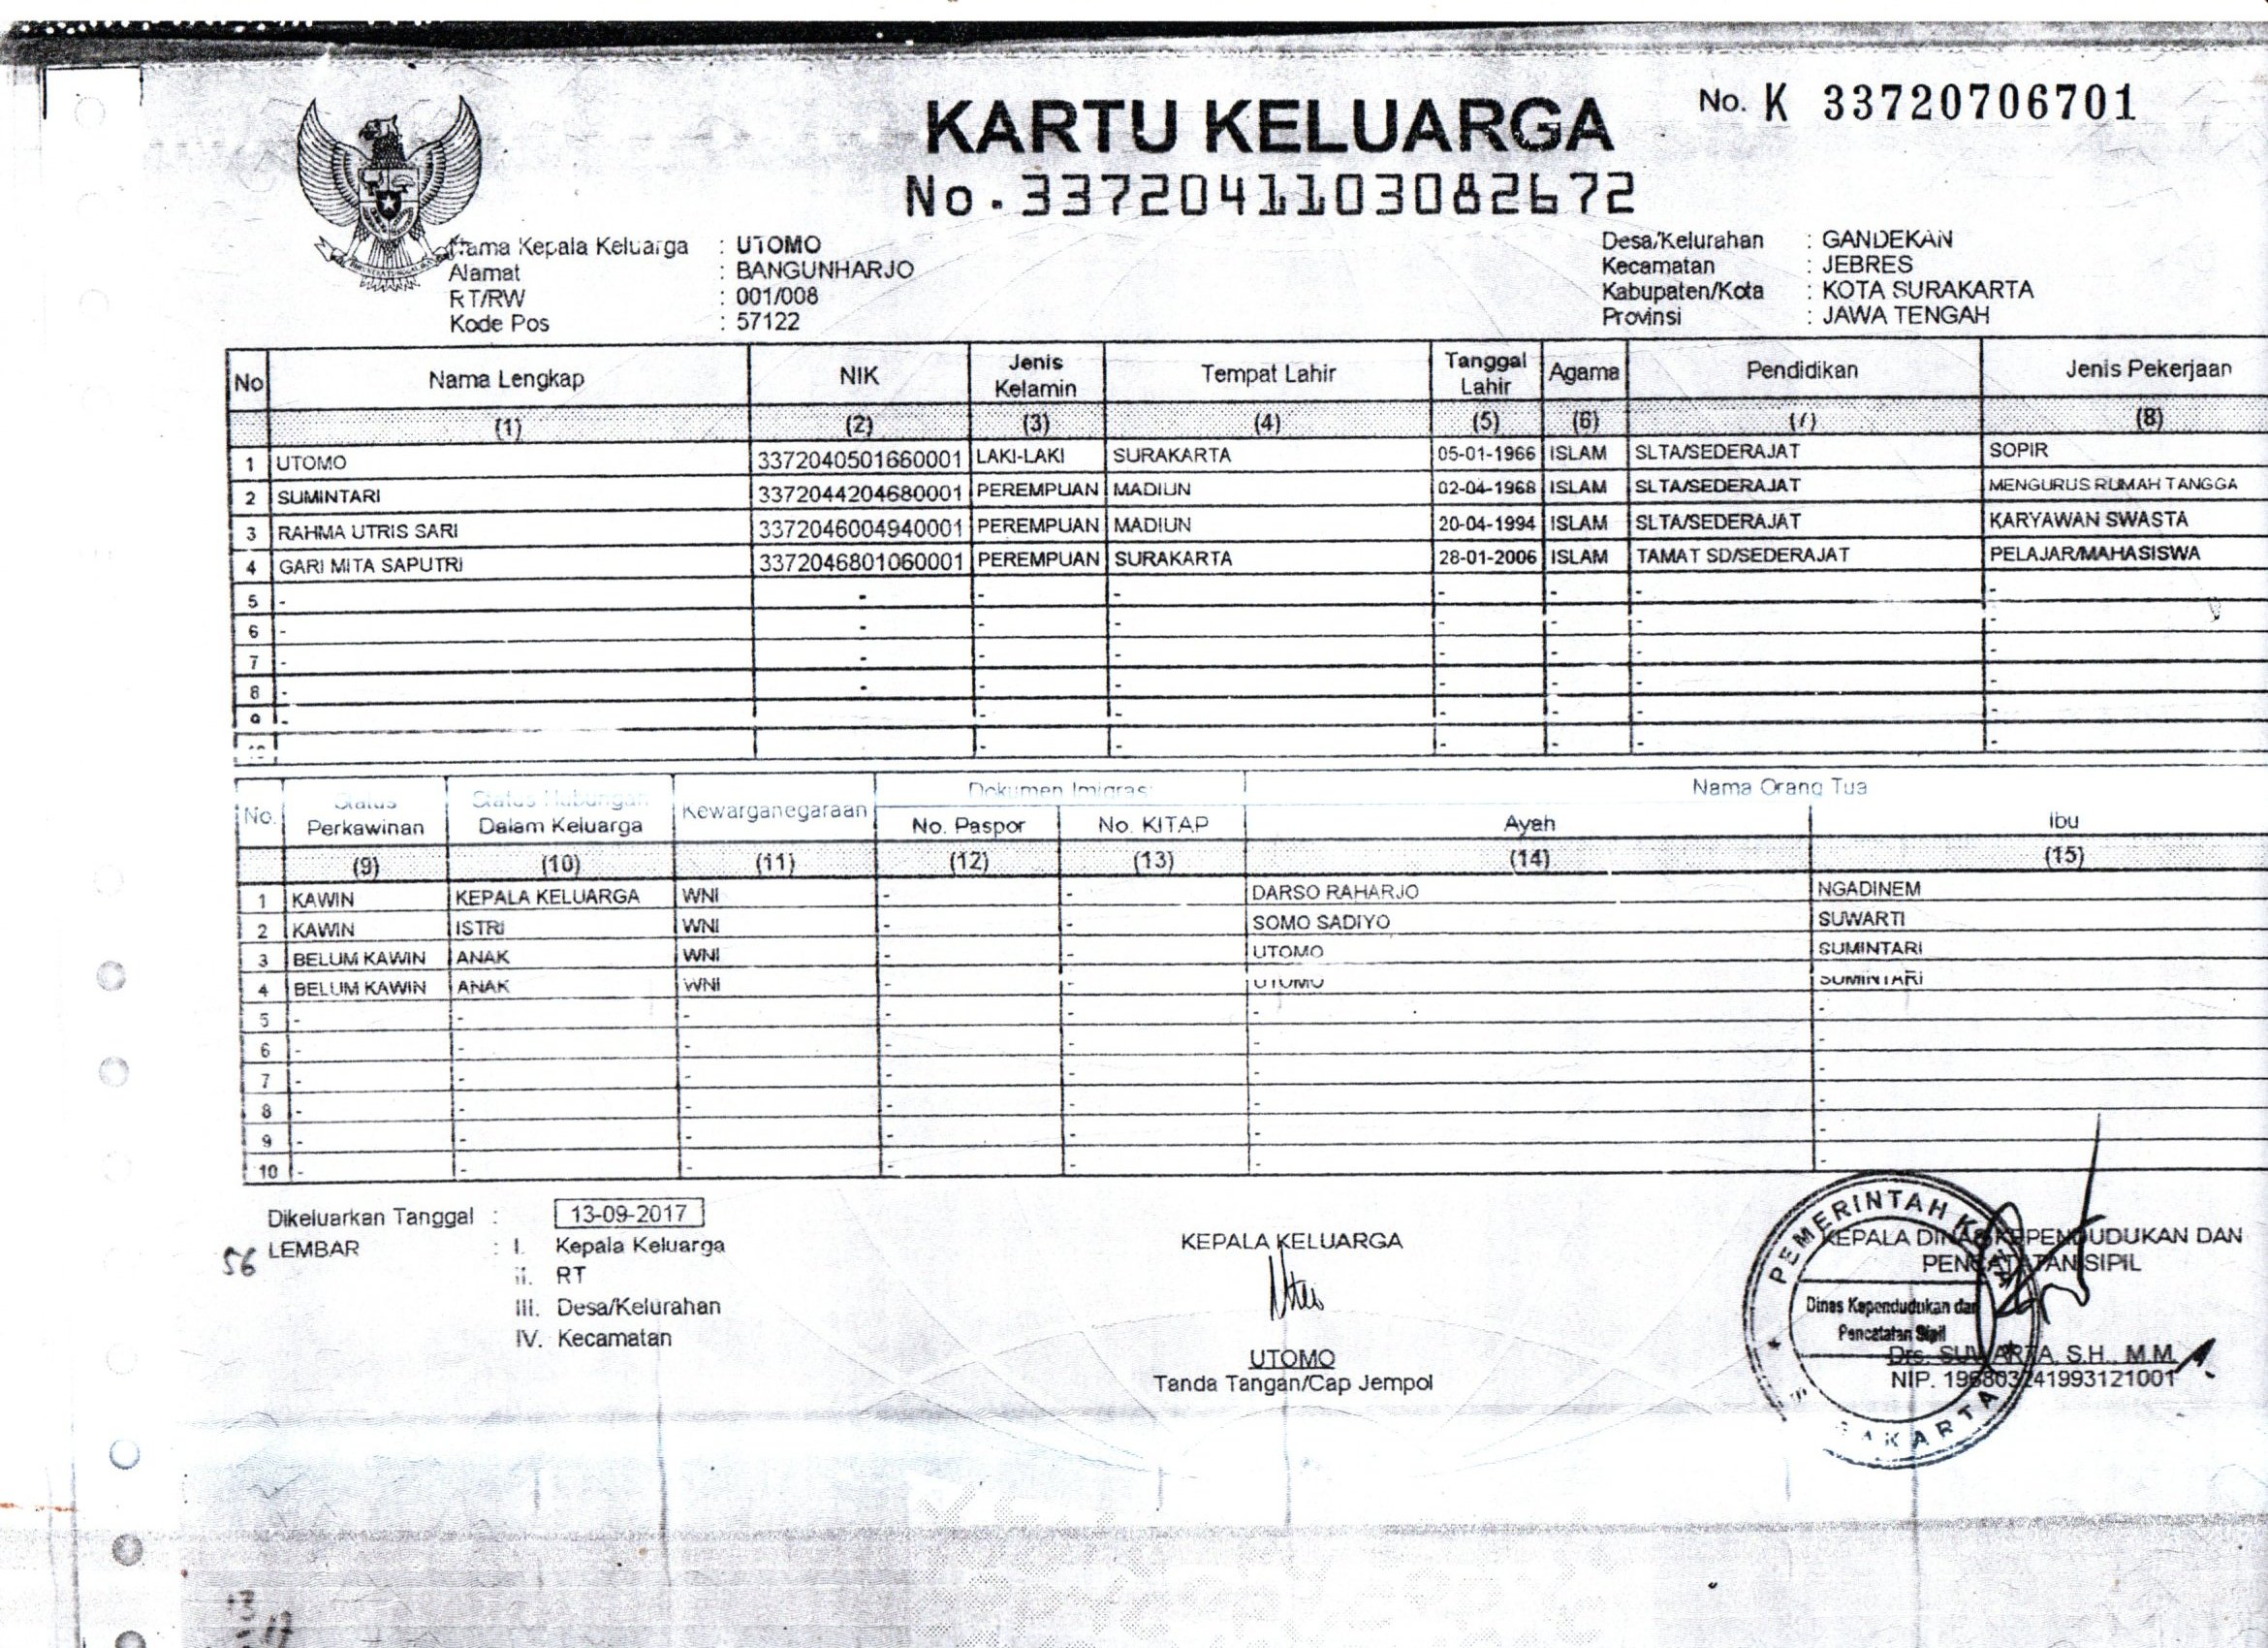 KARTU KELUARGA
No. K 33720706701
No.3372041103082672
Nama Kepala Keluarga : UTOMO
Alamat : BANGUNHARJO
RT/RW : 001/008
Kode Pos : 57122
Desa/Kelurahan : GANDEKAN
Kecamatan : JEBRES
Kabupaten/Kota : KOTA SURAKARTA
Provinsi : JAWA TENGAH
No Nama Lengkap NIK Jenis Kelamin Tempat Lahir Tanggal Lahir Agama Pendidikan Jenis Pekerjaan
(1) (2) (3) (4) (5) (6) (7) (8)
1 UTOMO 3372040501660001 LAKI-LAKI SURAKARTA 05-01-1966 ISLAM SLTA/SEDERAJAT SOPIR
2 SUMINTARI 3372044204680001 PEREMPUAN MADIUN 02-04-1968 ISLAM SLTA/SEDERAJAT MENGURUS RUMAH TANGGA
3 RAHMA UTRIS SARI 3372046004940001 PEREMPUAN MADIUN 20-04-1994 ISLAM SLTA/SEDERAJAT KARYAWAN SWASTA
4 GARI MITA SAPUTRI 3372046801060001 PEREMPUAN SURAKARTA 28-01-2006 ISLAM TAMAT SD/SEDERAJAT PELAJAR/MAHASISWA
5 - - - - - - - -
6 - - - - - - - -
7 - - - - - - - -
8 - - - - - - - -
9 - - - - - - -
10 - - - - - -
No. Status Perkawinan Status Hubungan Dalam Keluarga Kewarganegaraan Dokumen Imigrasi Nama Orang Tua
No. Paspor No. KITAP Ayah Ibu
(9) (10) (11) (12) (13) (14) (15)
1 KAWIN KEPALA KELUARGA WNI - - DARSO RAHARJO NGADINEM
2 KAWIN ISTRI WNI - - SOMO SADIYO SUWARTI
3 BELUM KAWIN ANAK WNI - - UTOMO SUMINTARI
4 BELUM KAWIN ANAK WNI - - UTOMO SUMINTARI
5 - - - - - - -
6 - - - - - - -
7 - - - - - - -
8 - - - - - - -
9 - - - - - - -
10 - - - - - - -
Dikeluarkan Tanggal : 13-09-2017
56 LEMBAR : I. Kepala Keluarga
II. RT
III. Desa/Kelurahan
IV. Kecamatan
KEPALA KELUARGA
UTOMO
Tanda Tangan/Cap Jempol
KEPALA DINAS KEPENDUDUKAN DAN
PENCATATAN SIPIL
PEMERINTAH KOTA
Dinas Kependudukan dan
Pencatatan Sipil
Drs. SUWARTA, S.H., M.M.
NIP. 196803241993121001